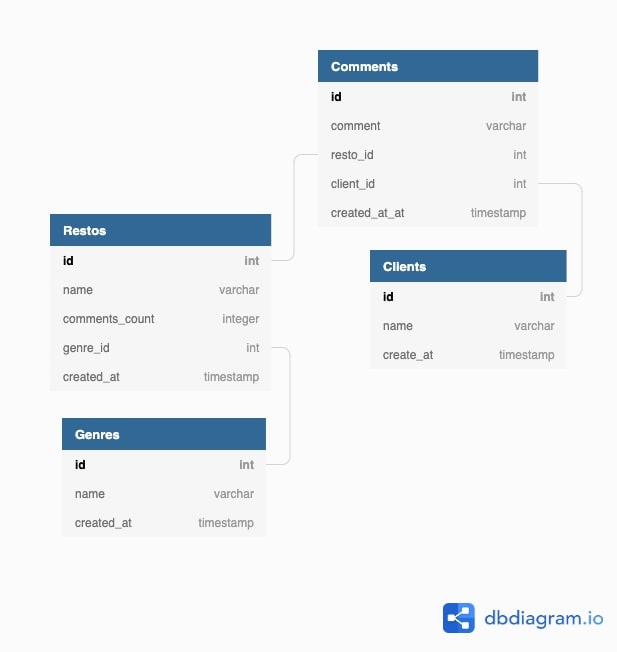 Comments
id int
comment varchar
resto_id int
client_id int
created_at_at timestamp
Restos
id int
name varchar
comments_count integer
genre_id int
created_at timestamp
Clients
id int
name varchar
create_at timestamp
Genres
id int
name varchar
created_at timestamp
dbdiagram.io